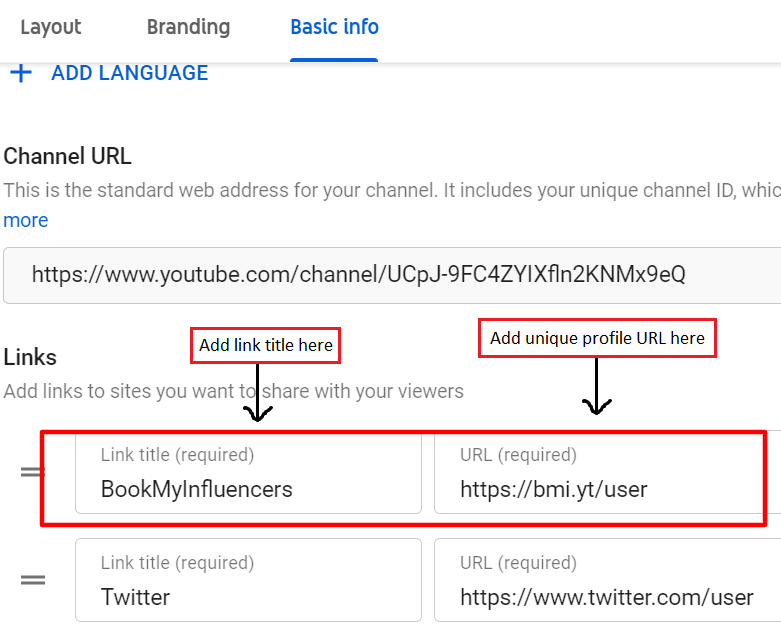 Layout Branding Basic info
+ ADD LANGUAGE
Channel URL
This is the standard web address for your channel. It includes your unique channel ID, whic
more
https://www.youtube.com/channel/UCpJ-9FC4ZYIXfln2KNMx9eQ
Add link title here
Add unique profile URL here
Links
Add links to sites you want to share with your viewers
Link title (required) URL (required)
BookMyInfluencers https://bmi.yt/user
Link title (required) URL (required)
Twitter https://www.twitter.com/user